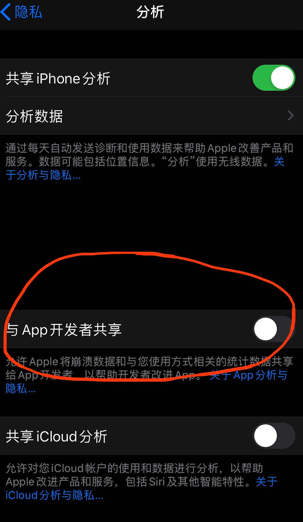 隐私
分析
共享 iPhone 分析
分析数据
通过每天自动发送诊断和使用数据来帮助 Apple 改善产品和
服务。数据可能包括位置信息。“分析”使用无线数据。关
于分析与隐私...
与 App 开发者共享
允许 Apple 将崩溃数据和与您使用方式相关的统计数据共享
给 App 开发者，以帮助开发者改进 App。关于 App 分析与
隐私...
共享 iCloud 分析
允许对您 iCloud 帐户的使用和数据进行分析，以帮助
Apple 改进产品和服务，包括 Siri 及其他智能特性。关于
iCloud 分析与隐私...